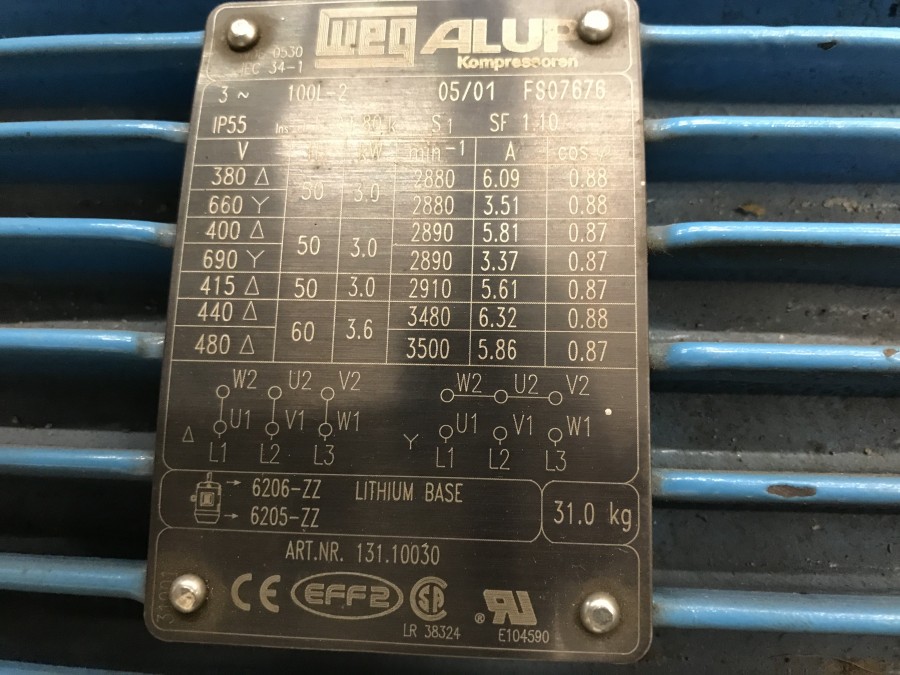 weg ALUP
Kompressoren
0530
IEC 34-1
3 ~ 100L-2 05/01 FS07676
IP55 Ins. 80 K S1 SF 1.10
V kW min-1 A cos
380 Δ 50 3.0 2880 6.09 0.88
660 Y 2880 3.51 0.88
400 Δ 50 3.0 2890 5.81 0.87
690 Y 2890 3.37 0.87
415 Δ 50 3.0 2910 5.61 0.87
440 Δ 60 3.6 3480 6.32 0.88
480 Δ 3500 5.86 0.87
W2 U2 V2 W2 U2 V2
Δ U1 V1 W1 Y U1 V1 W1
L1 L2 L3 L1 L2 L3
→ 6206-ZZ LITHIUM BASE
→ 6205-ZZ 31.0 kg
ART.NR. 131.10030
CE EFF2 SA ® RU
LR 38324 E104590